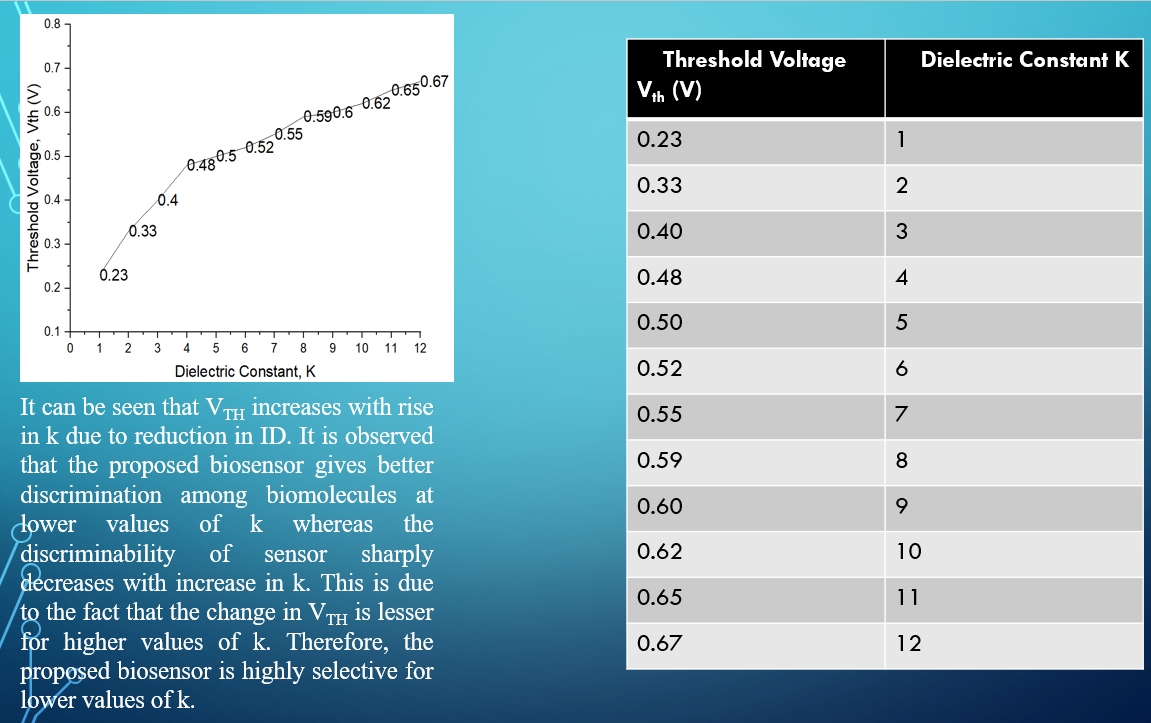 0.8
0.7
0.6
0.5
0.4
0.3
0.2
0.1
Threshold Voltage, Vth (V)
0.23
0.33
0.4
0.48
0.5
0.52
0.55
0.59
0.6
0.62
0.65
0.67
0 1 2 3 4 5 6 7 8 9 10 11 12
Dielectric Constant, K
It can be seen that VTH increases with rise
in k due to reduction in ID. It is observed
that the proposed biosensor gives better
discrimination among biomolecules at
lower values of k whereas the
discriminability of sensor sharply
decreases with increase in k. This is due
to the fact that the change in VTH is lesser
for higher values of k. Therefore, the
proposed biosensor is highly selective for
lower values of k.
Threshold Voltage Dielectric Constant K
Vth (V)
0.23 1
0.33 2
0.40 3
0.48 4
0.50 5
0.52 6
0.55 7
0.59 8
0.60 9
0.62 10
0.65 11
0.67 12